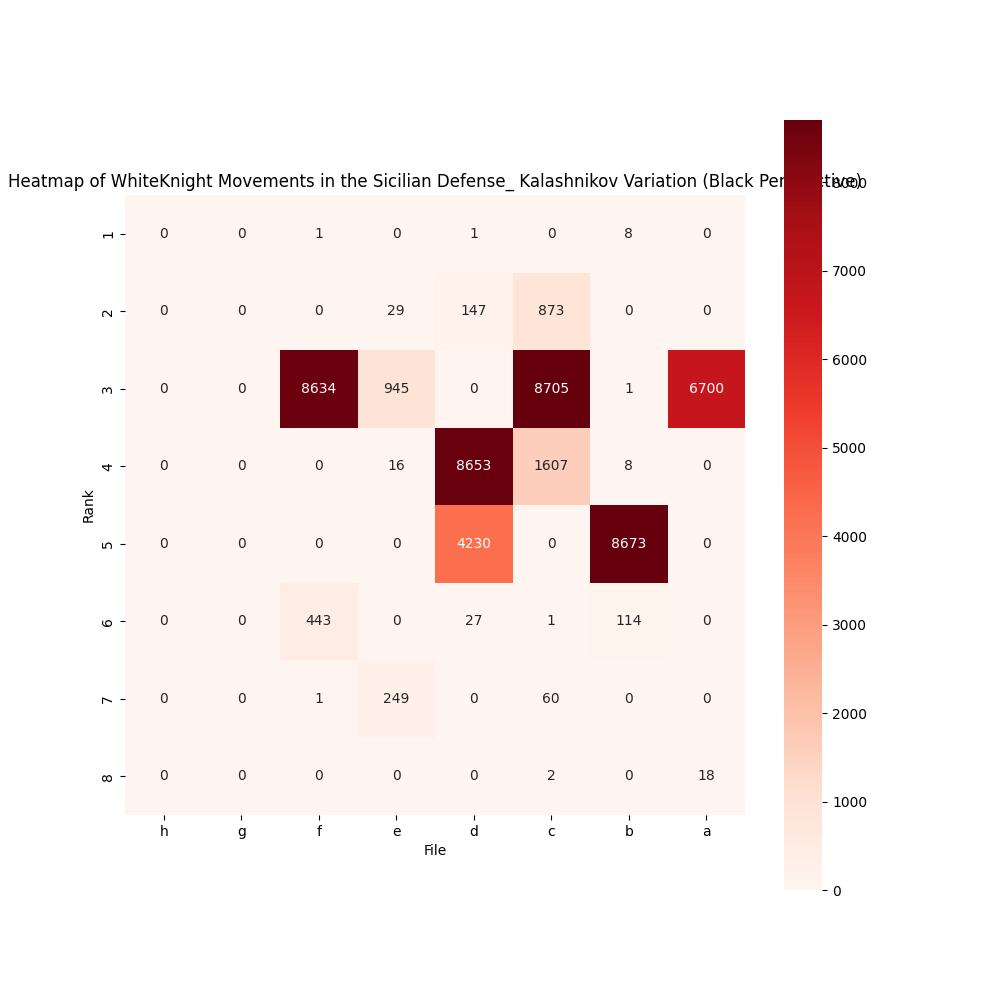 Heatmap of WhiteKnight Movements in the Sicilian Defense_ Kalashnikov Variation (Black Perspective)
8000
1 0 0 1 0 1 0 8 0
7000
2 0 0 0 29 147 873 0 0
6000
3 0 0 8634 945 0 8705 1 6700
5000
4 0 0 0 16 8653 1607 8 0
Rank
4000
5 0 0 0 0 4230 0 8673 0
3000
6 0 0 443 0 27 1 114 0
2000
7 0 0 1 249 0 60 0 0
1000
8 0 0 0 0 0 2 0 18
h g f e d c b a
File
0